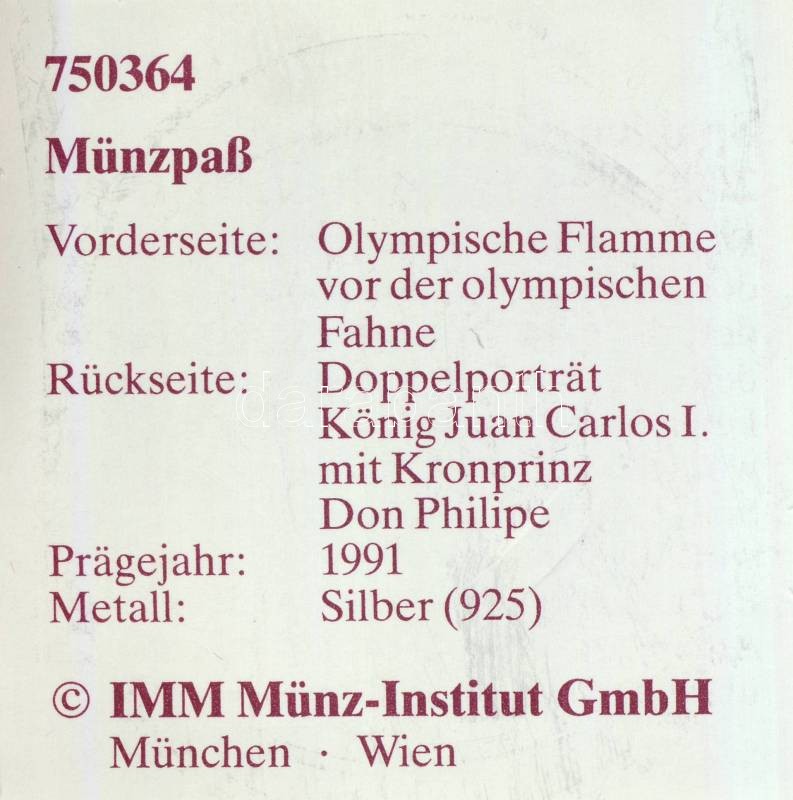 750364
Münzpaß
Vorderseite: Olympische Flamme
vor der olympischen
Fahne
Rückseite: Doppelporträt
König Juan Carlos I.
mit Kronprinz
Don Philipe
Prägejahr: 1991
Metall: Silber (925)
© IMM Münz-Institut GmbH
München · Wien